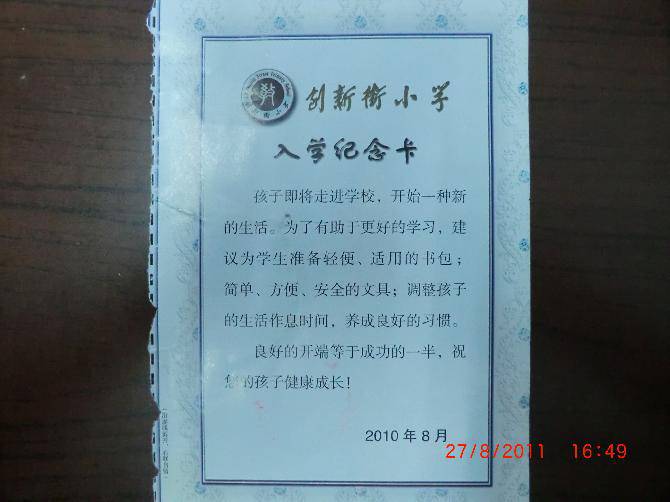 创新街小学
入学纪念卡
孩子即将走进学校，开始一种新
的生活。为了有助于更好的学习，建
议为学生准备轻便、适用的书包；
简单、方便、安全的文具；调整孩子
的生活作息时间，养成良好的习惯。
良好的开端等于成功的一半，祝
您的孩子健康成长！
2010 年 8 月
27/8/2011 16:49